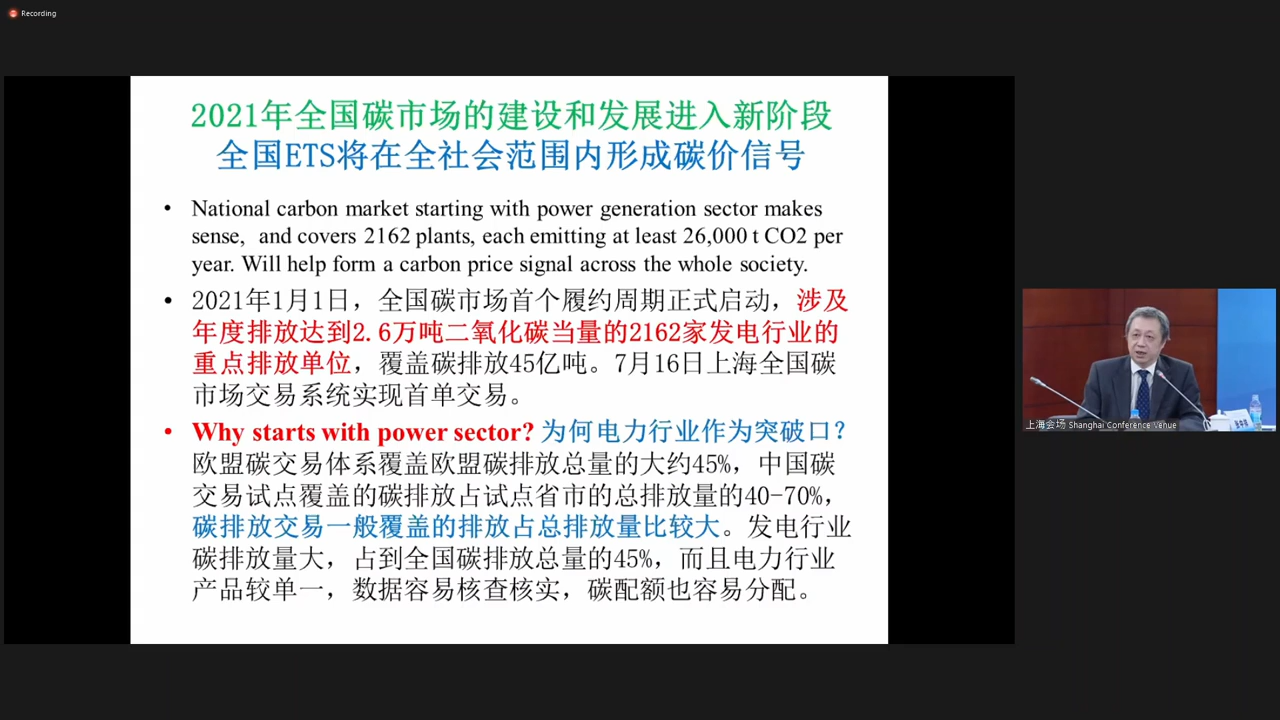 Recording
2021年全国碳市场的建设和发展进入新阶段
全国ETS将在全社会范围内形成碳价信号
• National carbon market starting with power generation sector makes
sense, and covers 2162 plants, each emitting at least 26,000 t CO2 per
year. Will help form a carbon price signal across the whole society.
• 2021年1月1日，全国碳市场首个履约周期正式启动，涉及
年度排放达到2.6万吨二氧化碳当量的2162家发电行业的
重点排放单位，覆盖碳排放45亿吨。7月16日上海全国碳
市场交易系统实现首单交易。
• Why starts with power sector? 为何电力行业作为突破口？
欧盟碳交易体系覆盖欧盟碳排放总量的大约45%，中国碳
交易试点覆盖的碳排放占试点省市的总排放量的40-70%，
碳排放交易一般覆盖的排放占总排放量比较大。发电行业
碳排放量大，占到全国碳排放总量的45%，而且电力行业
产品较单一，数据容易核查核实，碳配额也容易分配。
上海会场 Shanghai Conference Venue